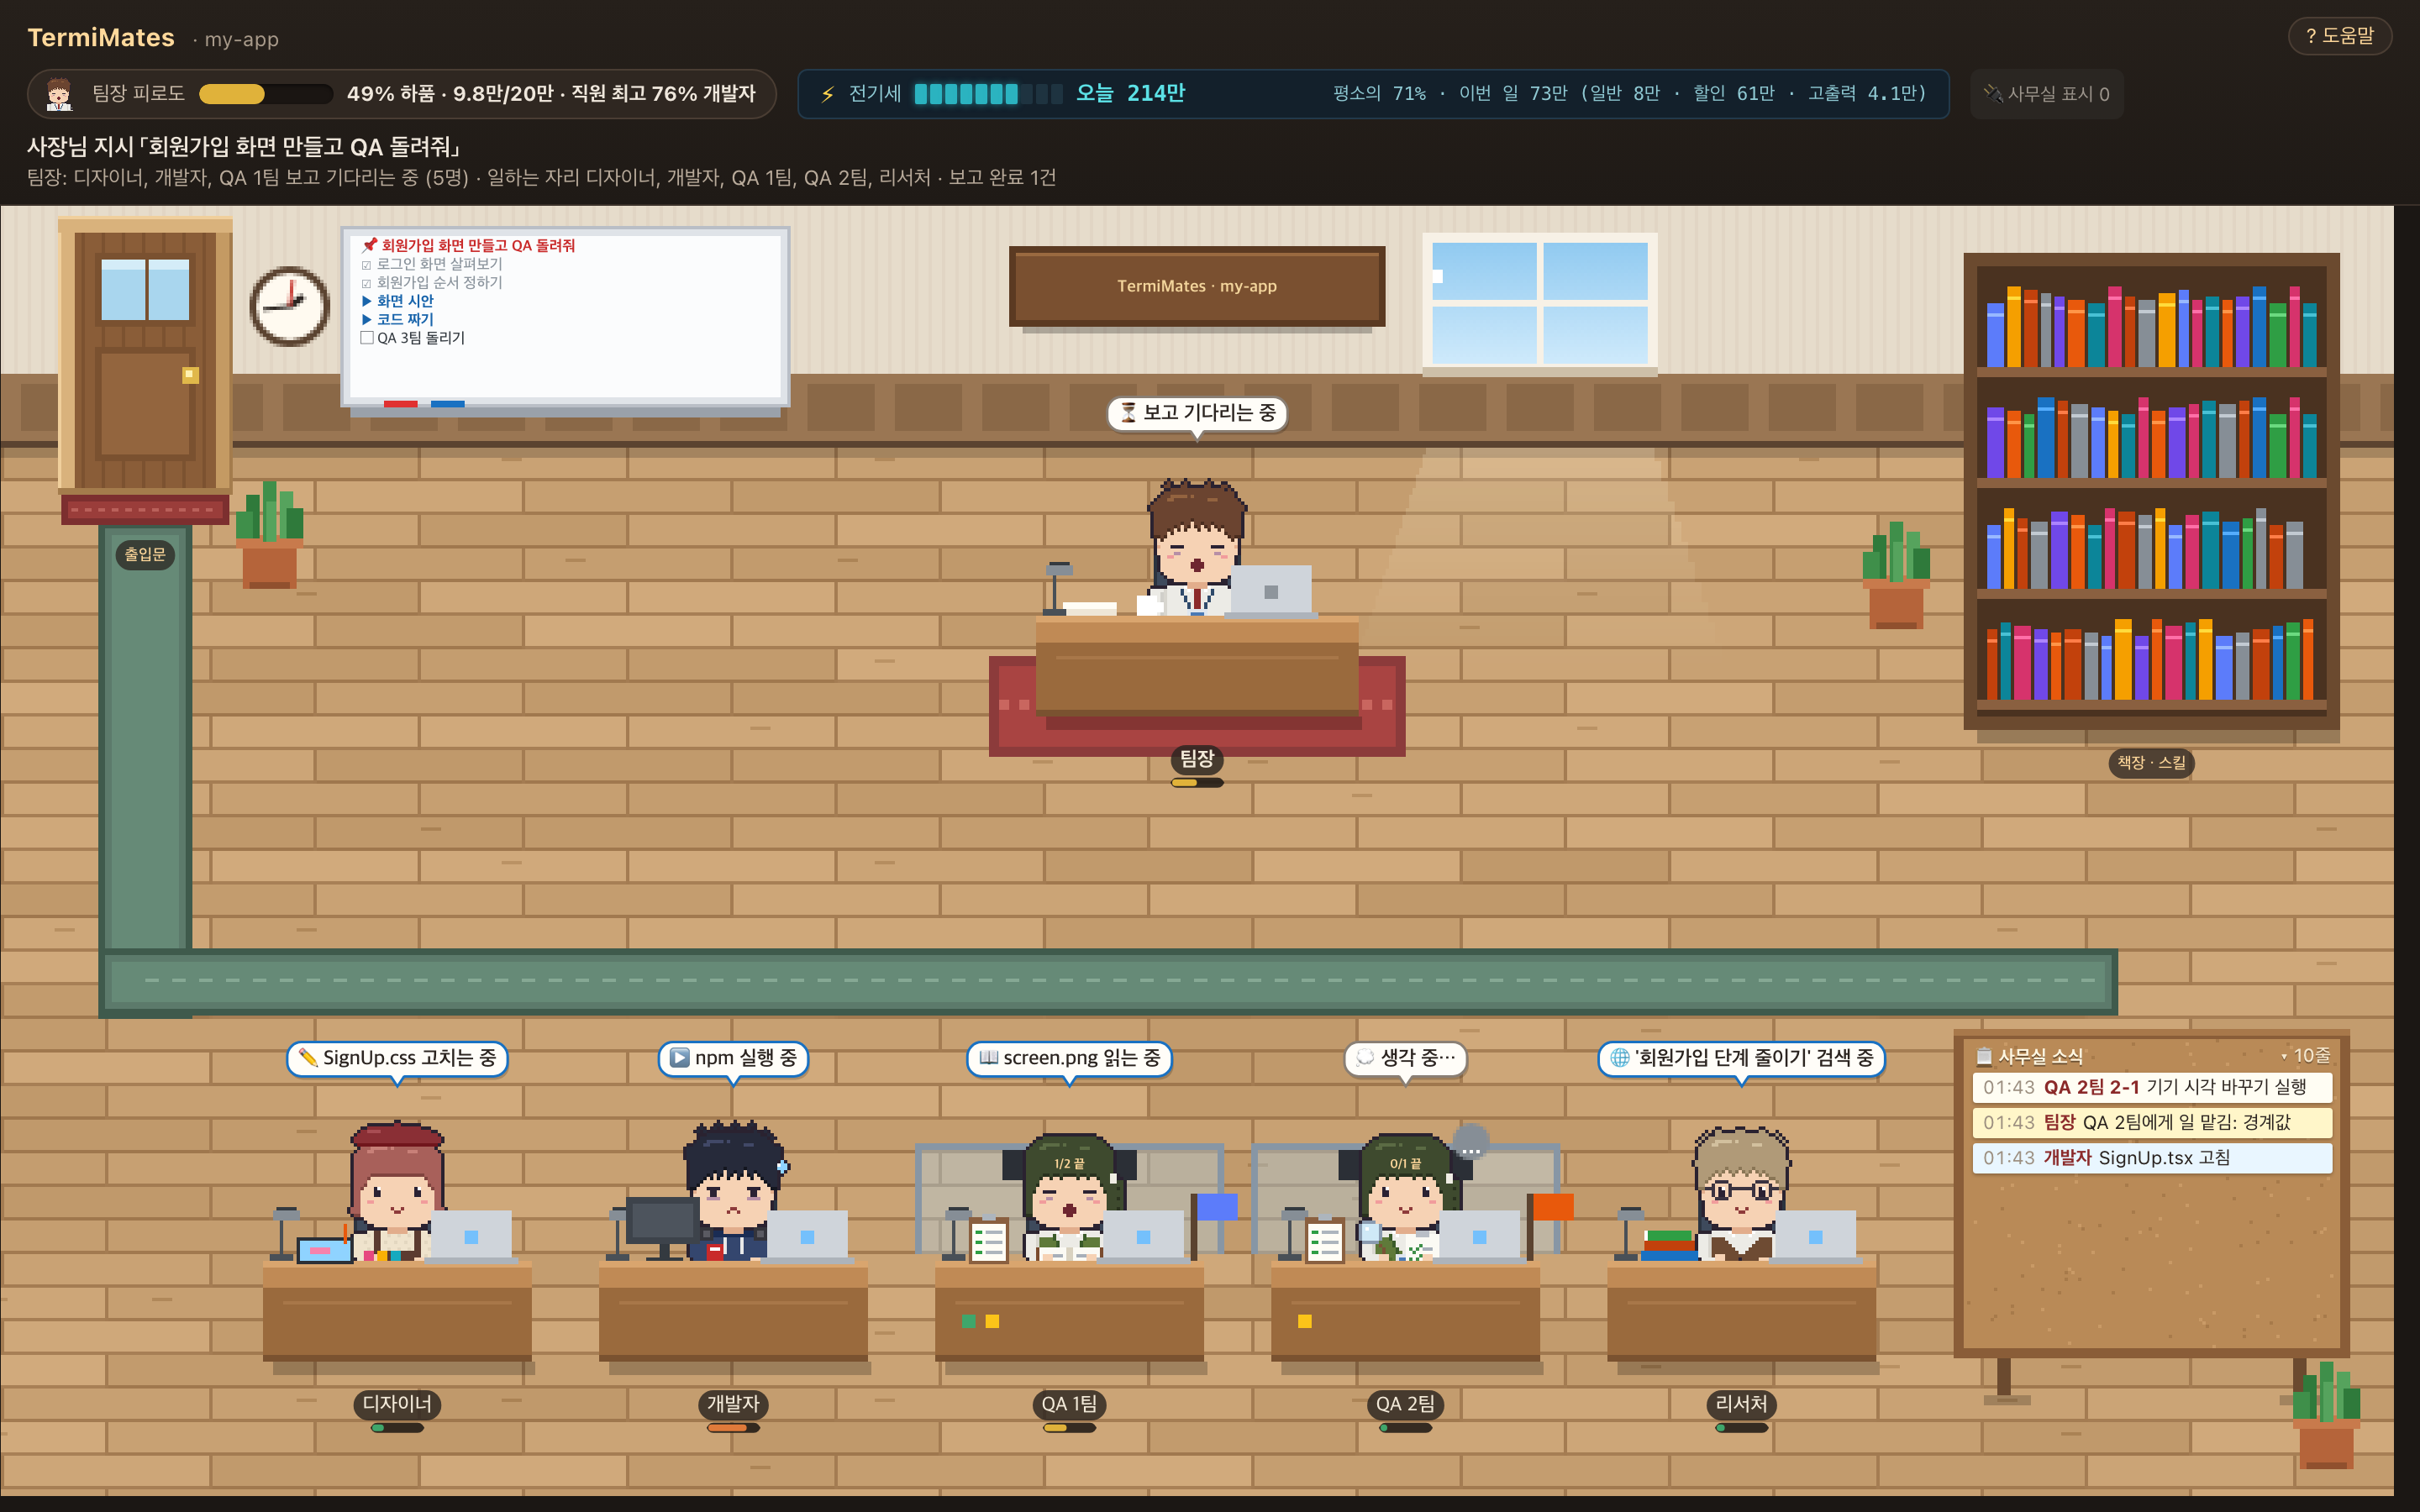 TermiMates · my-app
? 도움말
팀장 피로도 49% 하품 · 9.8만/20만 · 직원 최고 76% 개발자
⚡ 전기세 오늘 214만 평소의 71% · 이번 일 73만 (일반 8만 · 할인 61만 · 고출력 4.1만)
🔌 사무실 표시 0
사장님 지시 「회원가입 화면 만들고 QA 돌려줘」
팀장: 디자이너, 개발자, QA 1팀 보고 기다리는 중 (5명) · 일하는 자리 디자이너, 개발자, QA 1팀, QA 2팀, 리서처 · 보고 완료 1건
📌 회원가입 화면 만들고 QA 돌려줘
☑ 로그인 화면 살펴보기
☑ 회원가입 순서 정하기
▶ 화면 시안
▶ 코드 짜기
☐ QA 3팀 돌리기
TermiMates · my-app
⏳ 보고 기다리는 중
출입문
팀장
책장 · 스킬
✏️ SignUp.css 고치는 중
▶️ npm 실행 중
📖 screen.png 읽는 중
💭 생각 중…
🌐 '회원가입 단계 줄이기' 검색 중
1/2 끝
0/1 끝
📋 사무실 소식 ▾ 10줄
01:43 QA 2팀 2-1 기기 시각 바꾸기 실행
01:43 팀장 QA 2팀에게 일 맡김: 경계값
01:43 개발자 SignUp.tsx 고침
디자이너
개발자
QA 1팀
QA 2팀
리서처